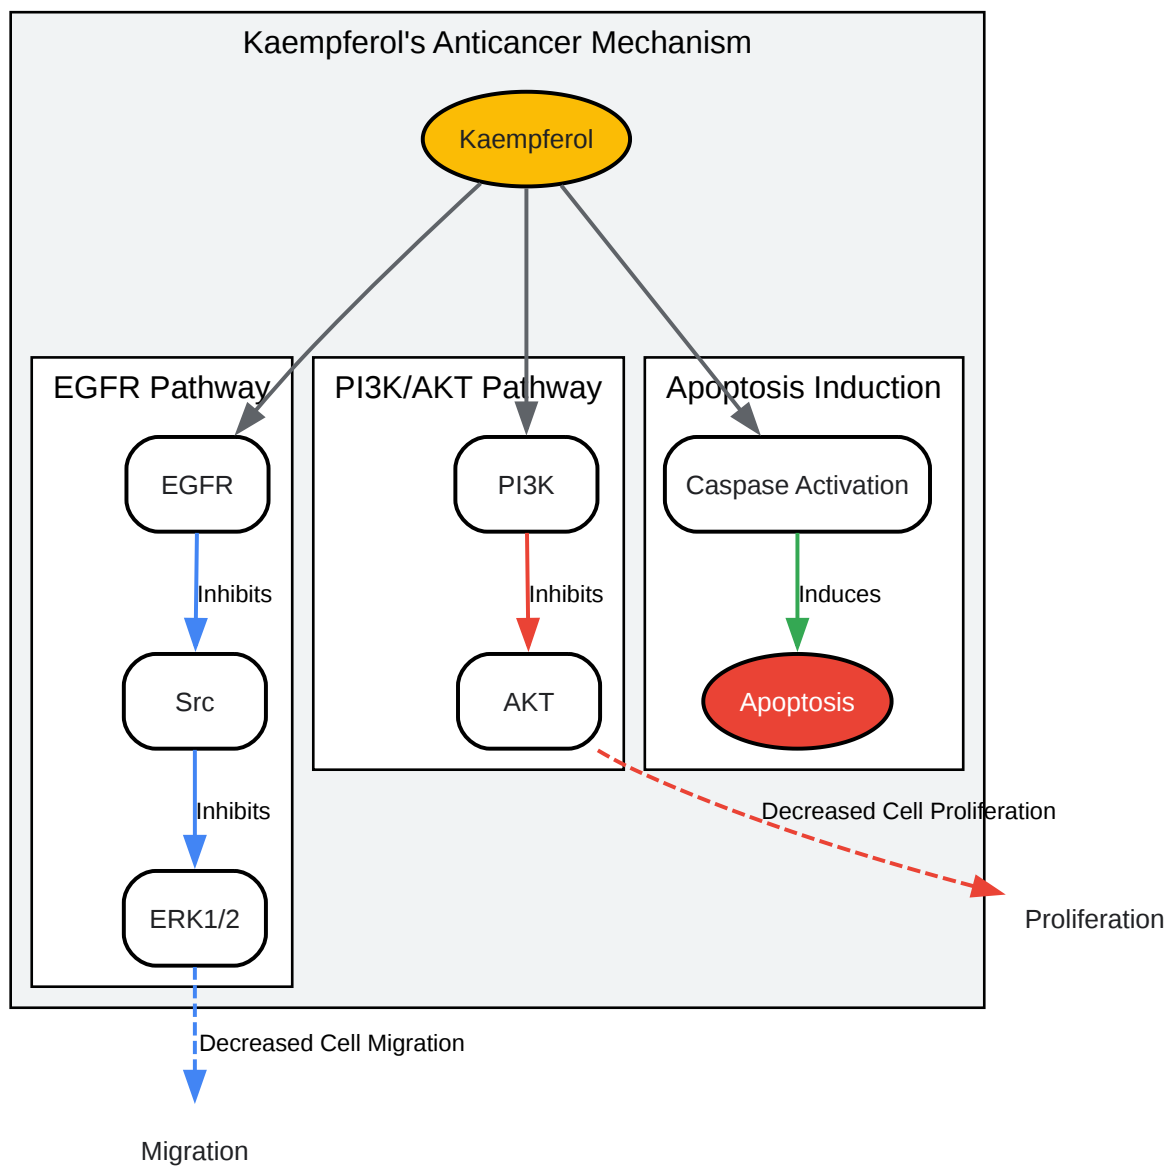 Kaempferol's Anticancer Mechanism
Kaempferol
EGFR Pathway
PI3K/AKT Pathway
Apoptosis Induction
EGFR
PI3K
Caspase Activation
Inhibits
Inhibits
Induces
Src
AKT
Apoptosis
Inhibits
Decreased Cell Proliferation
ERK1/2
Proliferation
Decreased Cell Migration
Migration